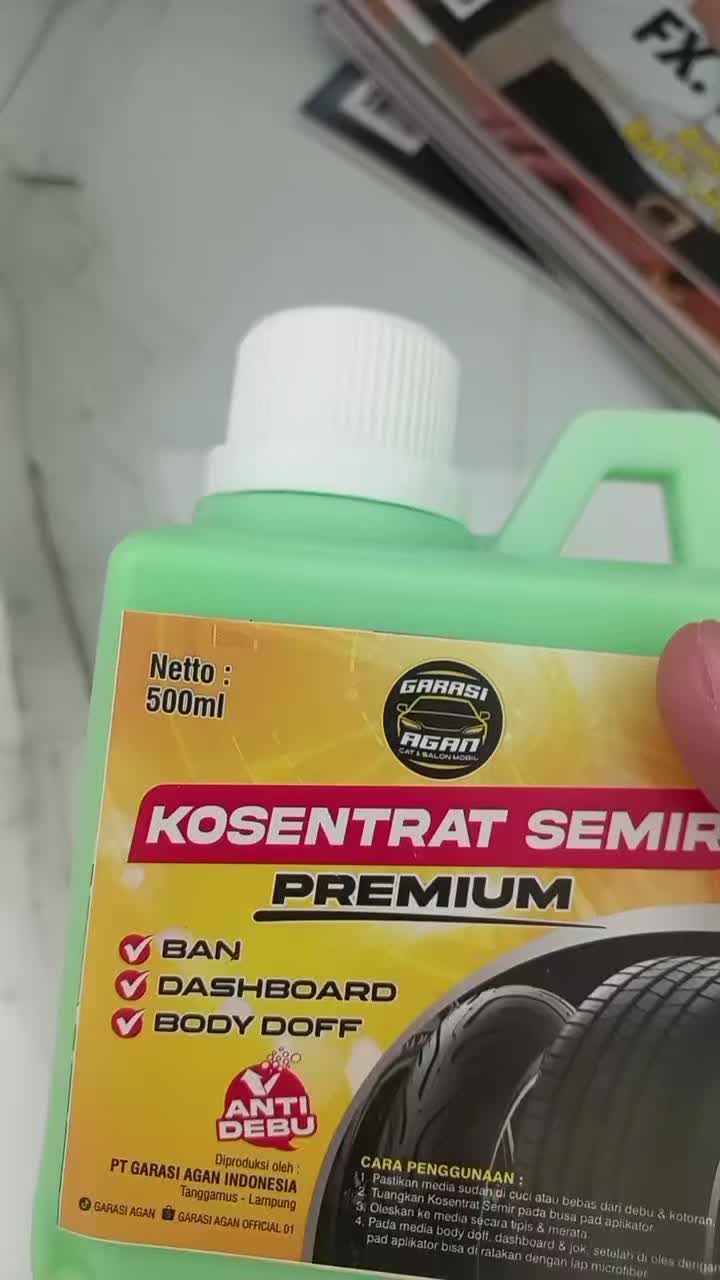 FX.
Netto :
500ml
GARASI
AGAN
CAT & SALON MOBIL
KOSENTRAT SEMIR
PREMIUM
BAN
DASHBOARD
BODY DOFF
ANTI
DEBU
Diproduksi oleh :
PT GARASI AGAN INDONESIA
Tanggamus - Lampung
GARASI AGAN GARASI AGAN OFFICIAL 01
CARA PENGGUNAAN :
1. Pastikan media sudah di cuci atau bebas dari debu & kotoran
2. Tuangkan Kosentrat Semir pada busa pad aplikator
3. Oleskan ke media secara tipis & merata
4. Pada media body doff, dashboard & jok, setelah di oles dengan
pad aplikator bisa di ratakan dengan lap microfiber